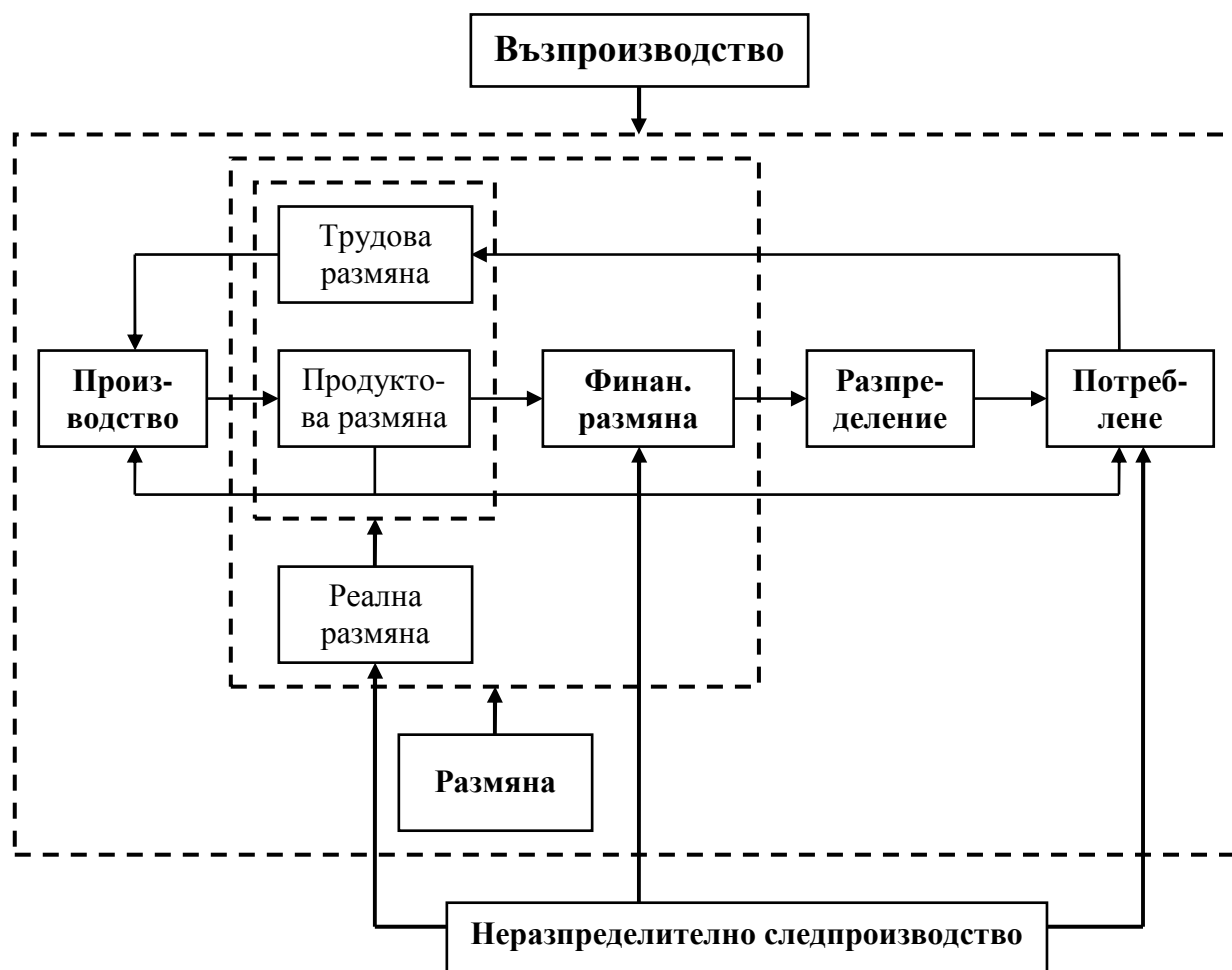 Възпроизводство
Трудова
размяна
Произ-
водство
Продукто-
ва размяна
Финан.
размяна
Разпре-
деление
Потреб-
лене
Реална
размяна
Размяна
Неразпределително следпроизводство